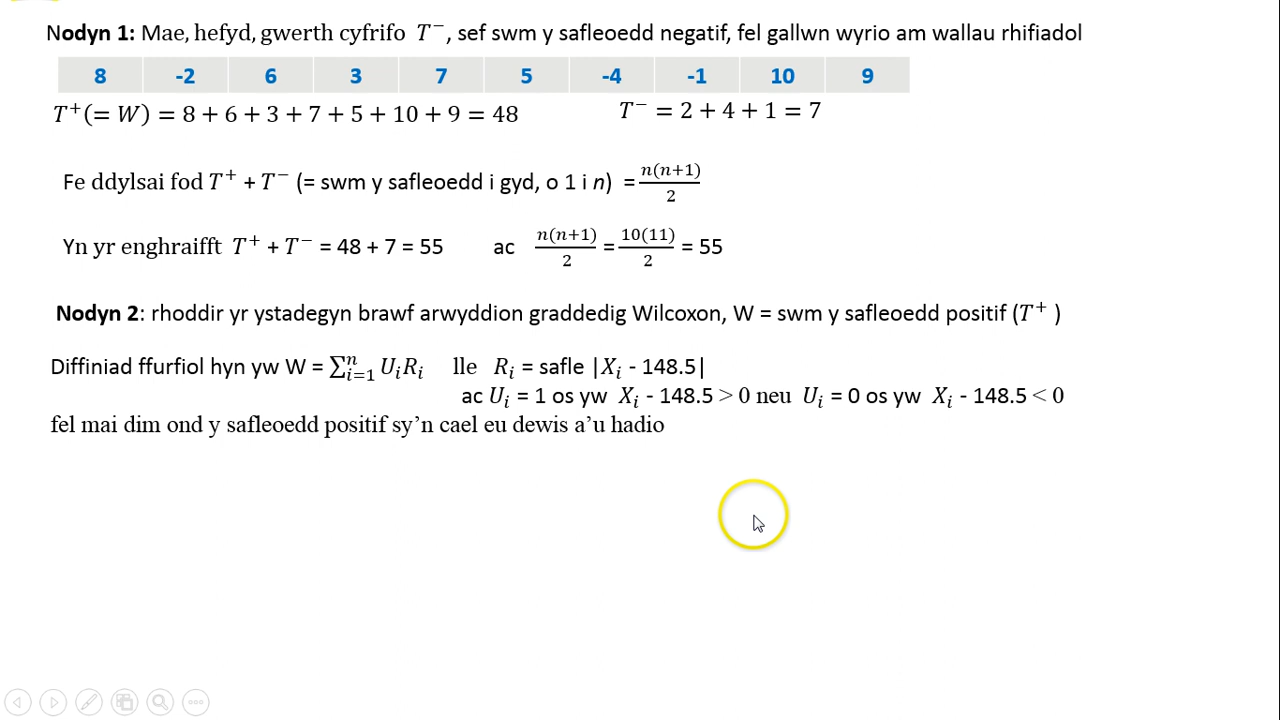 Nodyn 1: Mae, hefyd, gwerth cyfrifo T⁻, sef swm y safleoedd negatif, fel gallwn wyrio am wallau rhifiadol
8 -2 6 3 7 5 -4 -1 10 9
T⁺(= W) = 8 + 6 + 3 + 7 + 5 + 10 + 9 = 48 T⁻ = 2 + 4 + 1 = 7
Fe ddylsai fod T⁺ + T⁻ (= swm y safleoedd i gyd, o 1 i n) = n(n+1)/2
Yn yr enghraifft T⁺ + T⁻ = 48 + 7 = 55 ac n(n+1)/2 = 10(11)/2 = 55
Nodyn 2: rhoddir yr ystadegyn brawf arwyddion graddedig Wilcoxon, W = swm y safleoedd positif (T⁺ )
Diffiniad ffurfiol hyn yw W = ∑ⁿᵢ₌₁ UᵢRᵢ lle Rᵢ = safle |Xᵢ - 148.5|
ac Uᵢ = 1 os yw Xᵢ - 148.5 > 0 neu Uᵢ = 0 os yw Xᵢ - 148.5 < 0
fel mai dim ond y safleoedd positif sy’n cael eu dewis a’u hadio